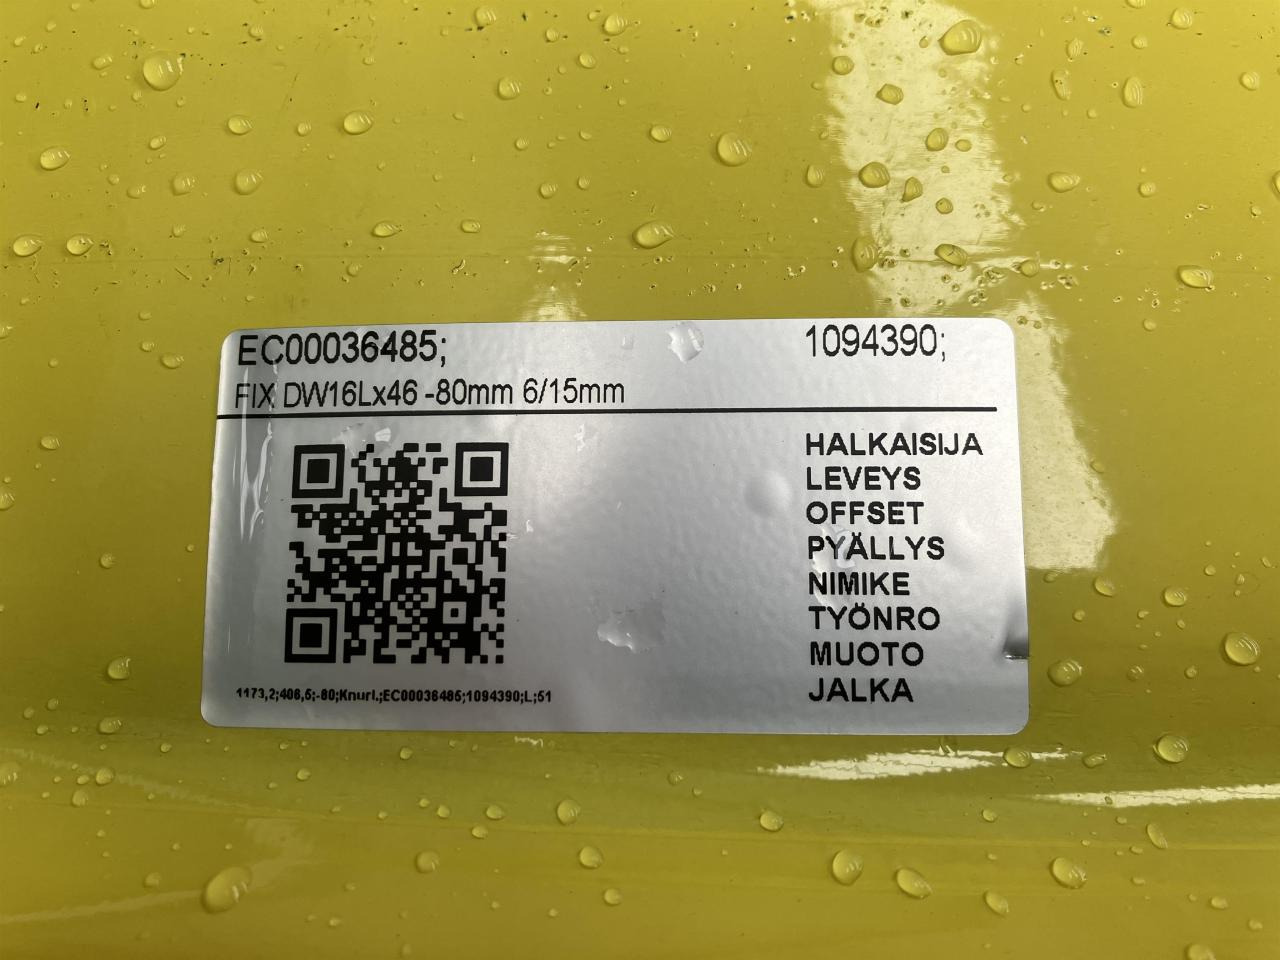 EC00036485; 1094390;
FIX DW16Lx46 -80mm 6/15mm
HALKAISIJA
LEVEYS
OFFSET
PYÄLLYS
NIMIKE
TYÖNRO
MUOTO
JALKA
1173,2;406,5;-80;Knurl.;EC00036485;1094390;L;51